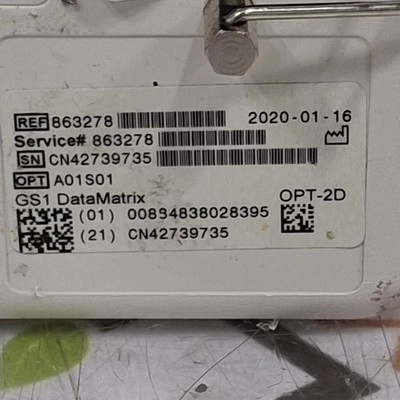 REF 863278 2020-01-16
Service# 863278
SN CN42739735
OPT A01S01
GS1 DataMatrix OPT-2D
(01) 00884838028395
(21) CN42739735